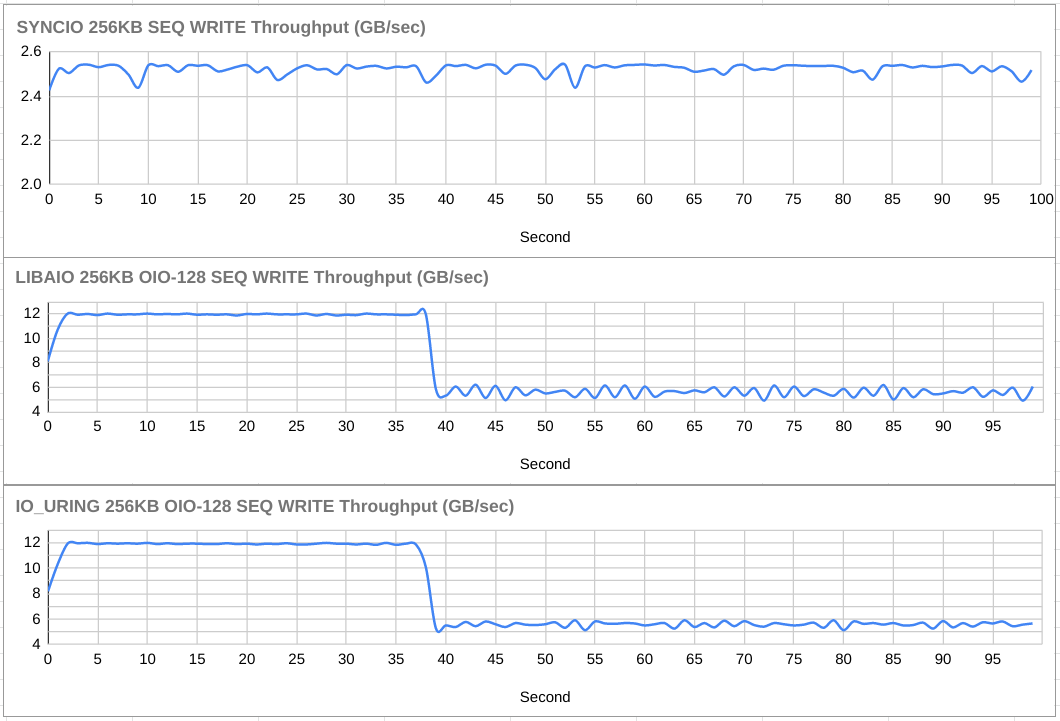 SYNCIO 256KB SEQ WRITE Throughput (GB/sec)
2.6
2.4
2.2
2.0
0 5 10 15 20 25 30 35 40 45 50 55 60 65 70 75 80 85 90 95 100
Second
LIBAIO 256KB OIO-128 SEQ WRITE Throughput (GB/sec)
12
10
8
6
4
0 5 10 15 20 25 30 35 40 45 50 55 60 65 70 75 80 85 90 95
Second
IO_URING 256KB OIO-128 SEQ WRITE Throughput (GB/sec)
12
10
8
6
4
0 5 10 15 20 25 30 35 40 45 50 55 60 65 70 75 80 85 90 95
Second